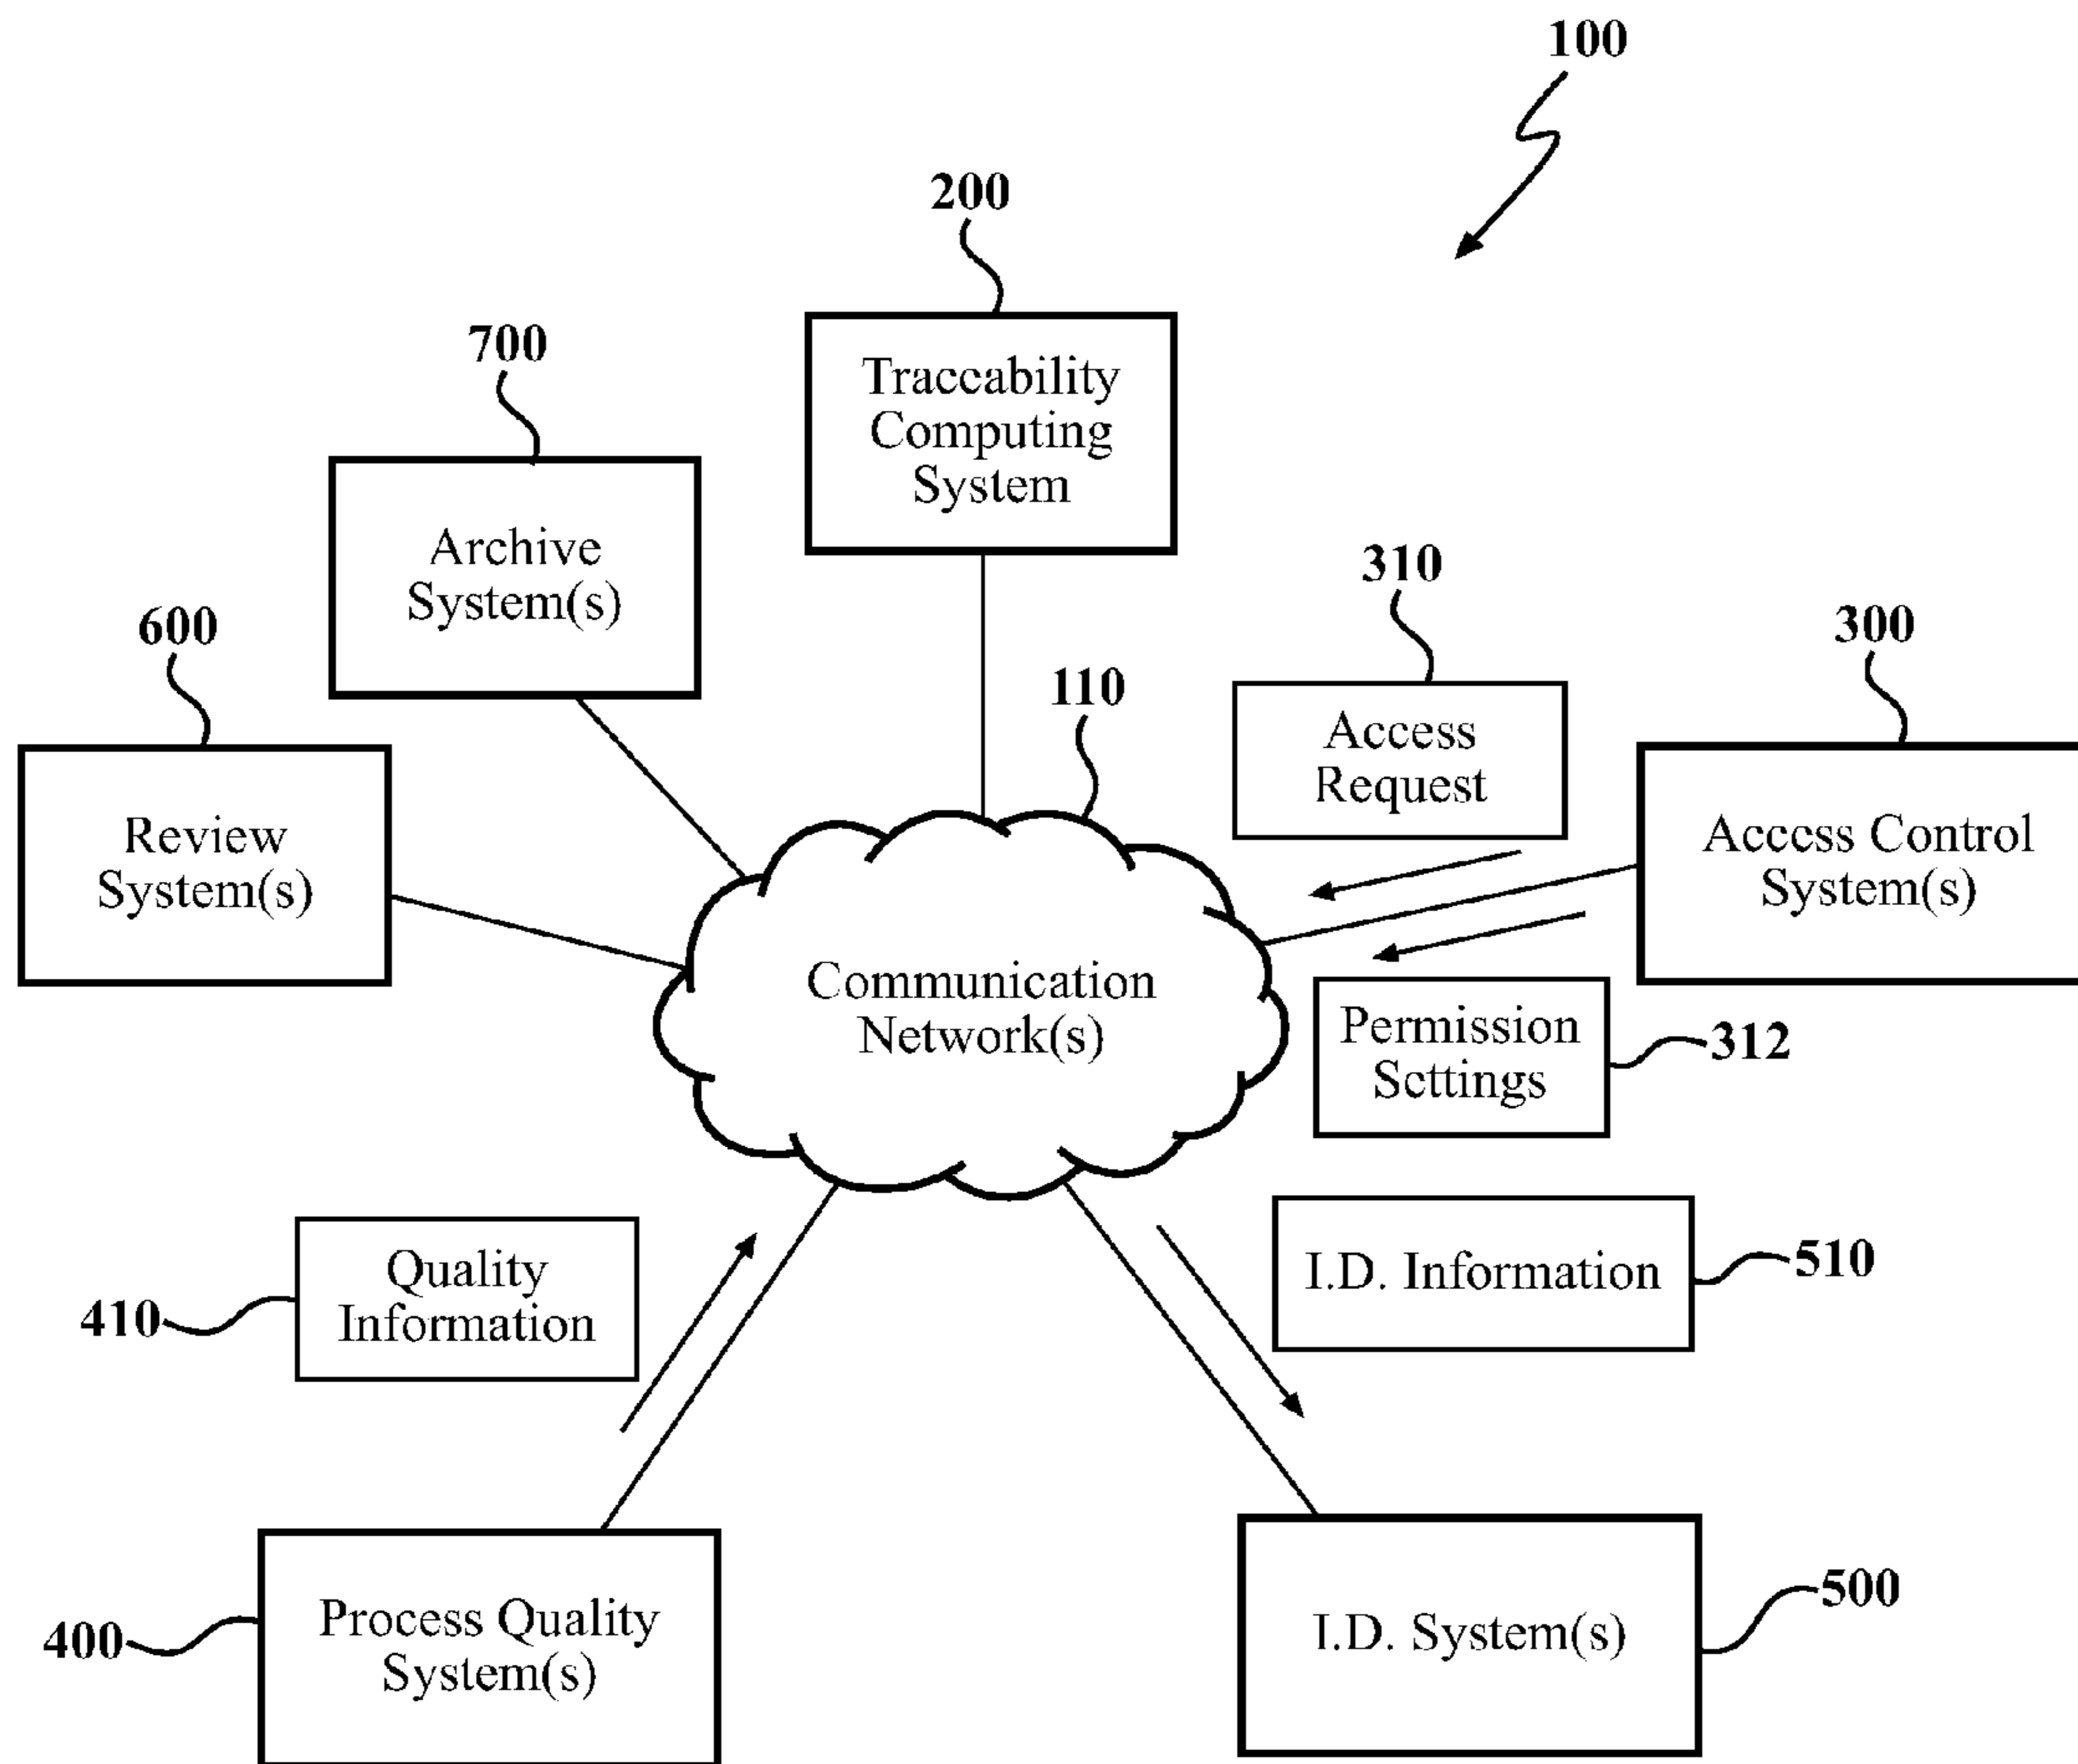 100
200
Traceability
Computing
System
700
Archive
System(s)
310
Access
Request
600
Review
System(s)
110
300
Access Control
System(s)
Communication
Network(s)
Permission
Settings
312
Quality
Information
410
I.D. Information
510
Process Quality
System(s)
400
I.D. System(s)
500